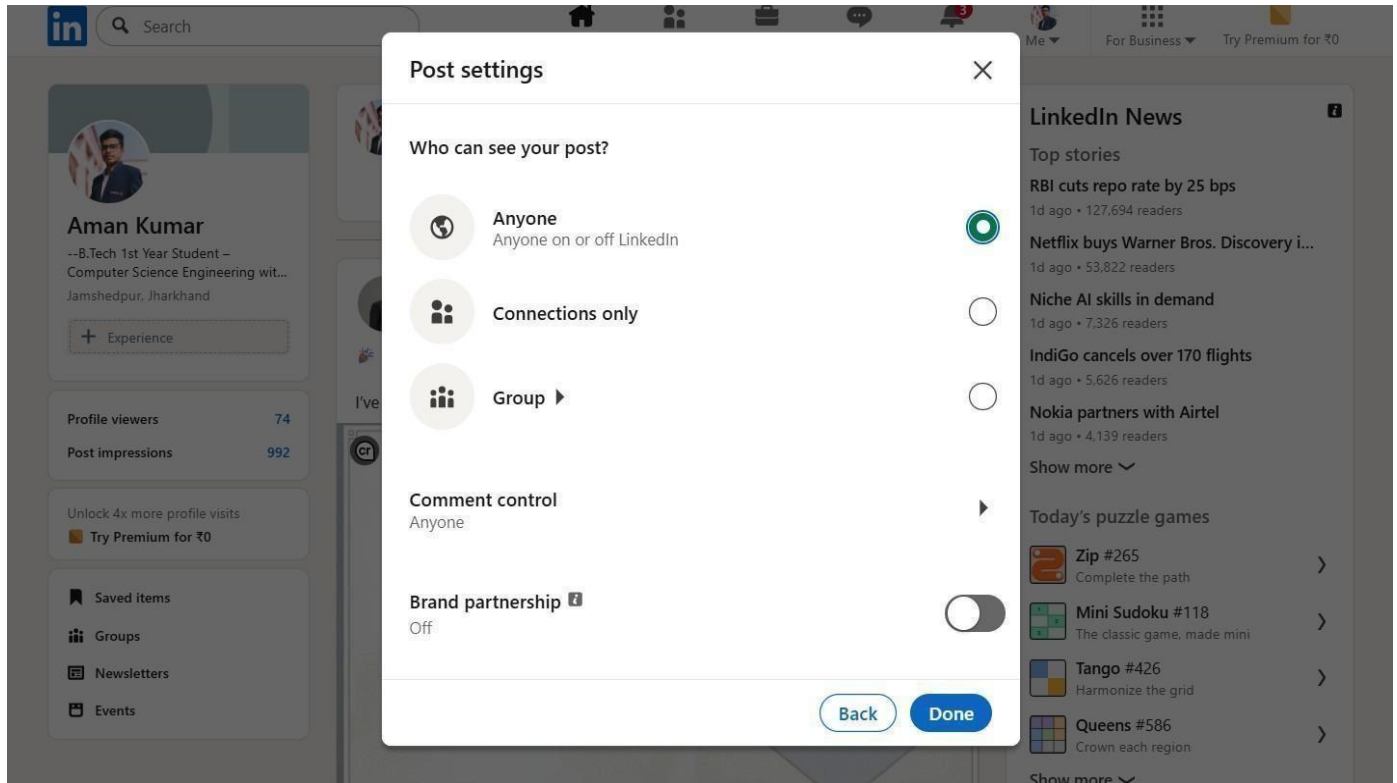 in
Search
3
Me
For Business
Try Premium for ₹0
Aman Kumar
--B.Tech 1st Year Student –
Computer Science Engineering wit...
Jamshedpur, Jharkhand
+ Experience
Profile viewers 74
Post impressions 992
Unlock 4x more profile visits
Try Premium for ₹0
Saved items
Groups
Newsletters
Events
I've
cr
Post settings
Who can see your post?
Anyone
Anyone on or off LinkedIn
Connections only
Group
Comment control
Anyone
Brand partnership
Off
Back
Done
LinkedIn News
Top stories
RBI cuts repo rate by 25 bps
1d ago • 127,694 readers
Netflix buys Warner Bros. Discovery i...
1d ago • 53,822 readers
Niche AI skills in demand
1d ago • 7,326 readers
IndiGo cancels over 170 flights
1d ago • 5,626 readers
Nokia partners with Airtel
1d ago • 4,139 readers
Show more
Today's puzzle games
Zip #265
Complete the path
Mini Sudoku #118
The classic game, made mini
Tango #426
Harmonize the grid
Queens #586
Crown each region
Show more